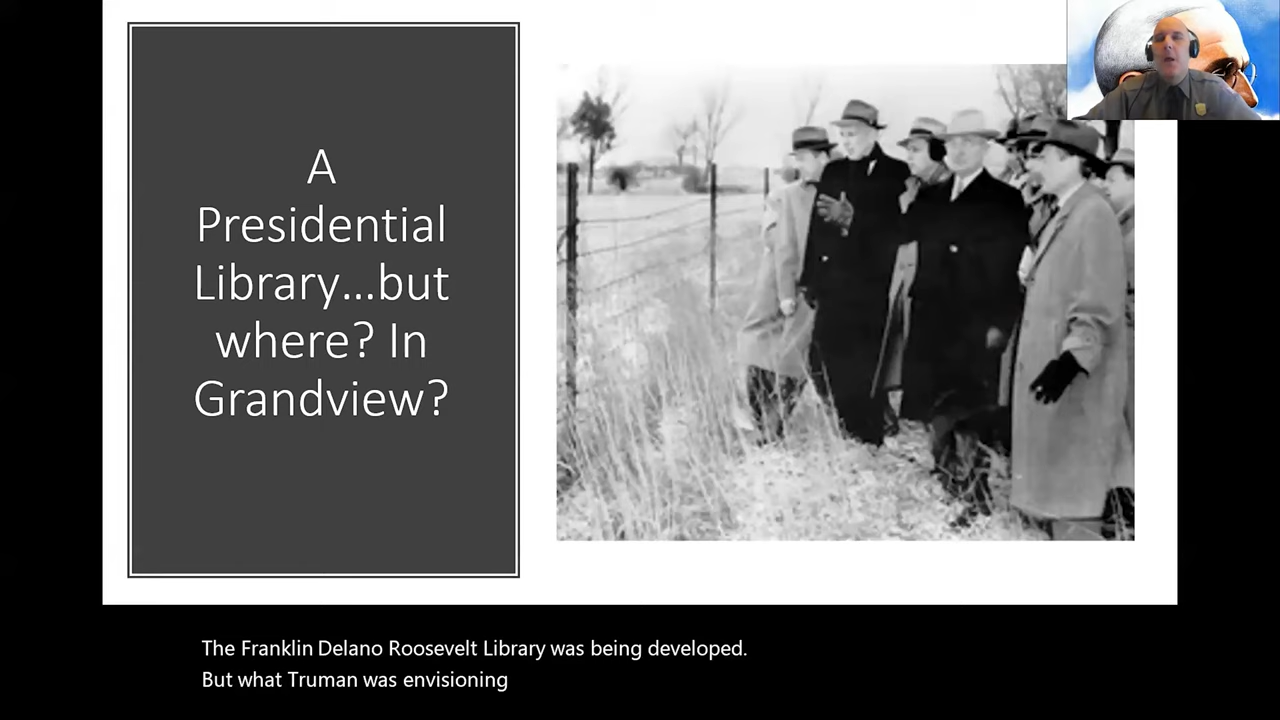 A
Presidential
Library...but
where? In
Grandview?
The Franklin Delano Roosevelt Library was being developed.
But what Truman was envisioning